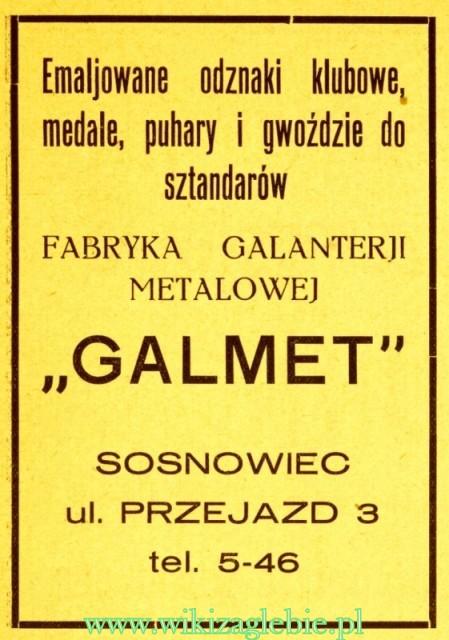 Emaljowane odznaki klubowe,
medale, puhary i gwoździe do
sztandarów
FABRYKA GALANTERJI
METALOWEJ
„GALMET”
SOSNOWIEC
ul. PRZEJAZD 3
tel. 5-46
www.wikizaglebie.pl